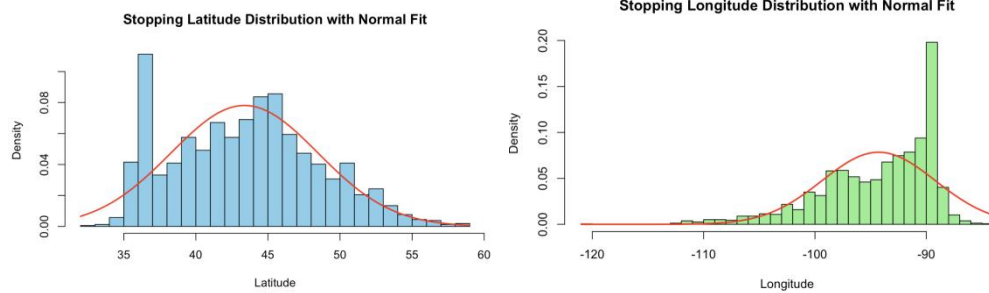 Stopping Latitude Distribution with Normal Fit
Density
0.00
0.04
0.08
35 40 45 50 55 60
Latitude
Stopping Longitude Distribution with Normal Fit
Density
0.00
0.05
0.10
0.15
0.20
-120 -110 -100 -90
Longitude